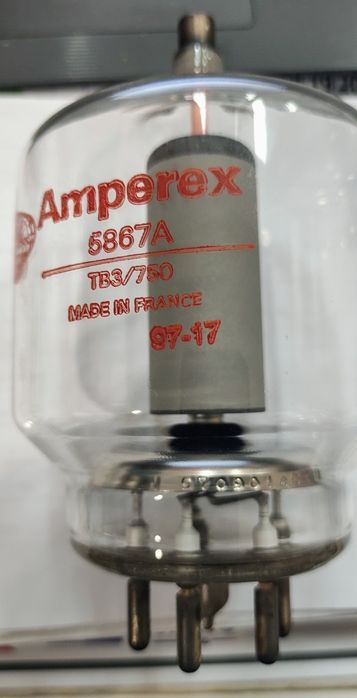 Amperex
5867A
TB3/750
MADE IN FRANCE
97-17